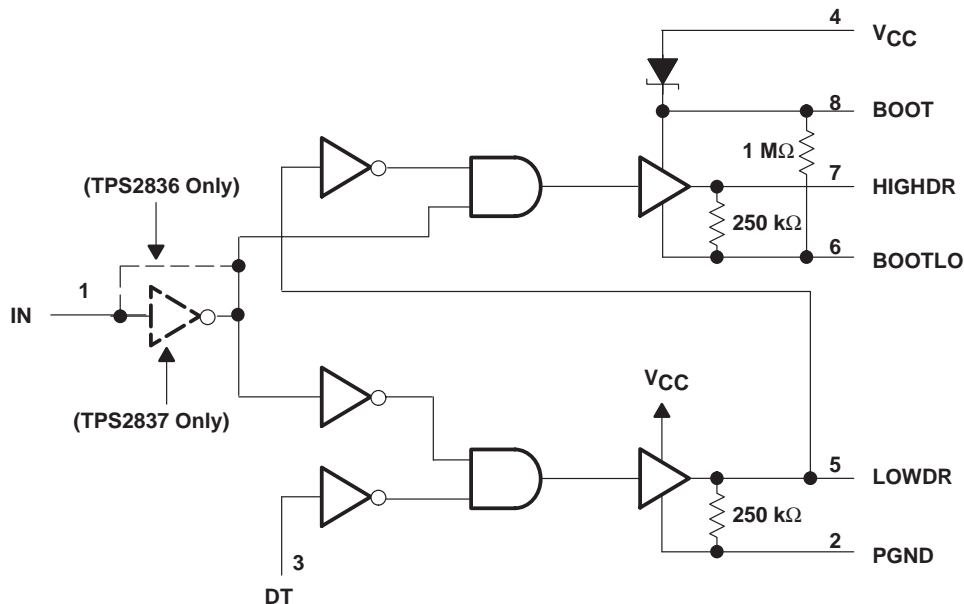 4
VCC
8
BOOT
1 MΩ
7
HIGHDR
250 kΩ
6
BOOTLO
(TPS2836 Only)
1
IN
(TPS2837 Only)
VCC
5
LOWDR
250 kΩ
2
PGND
3
DT